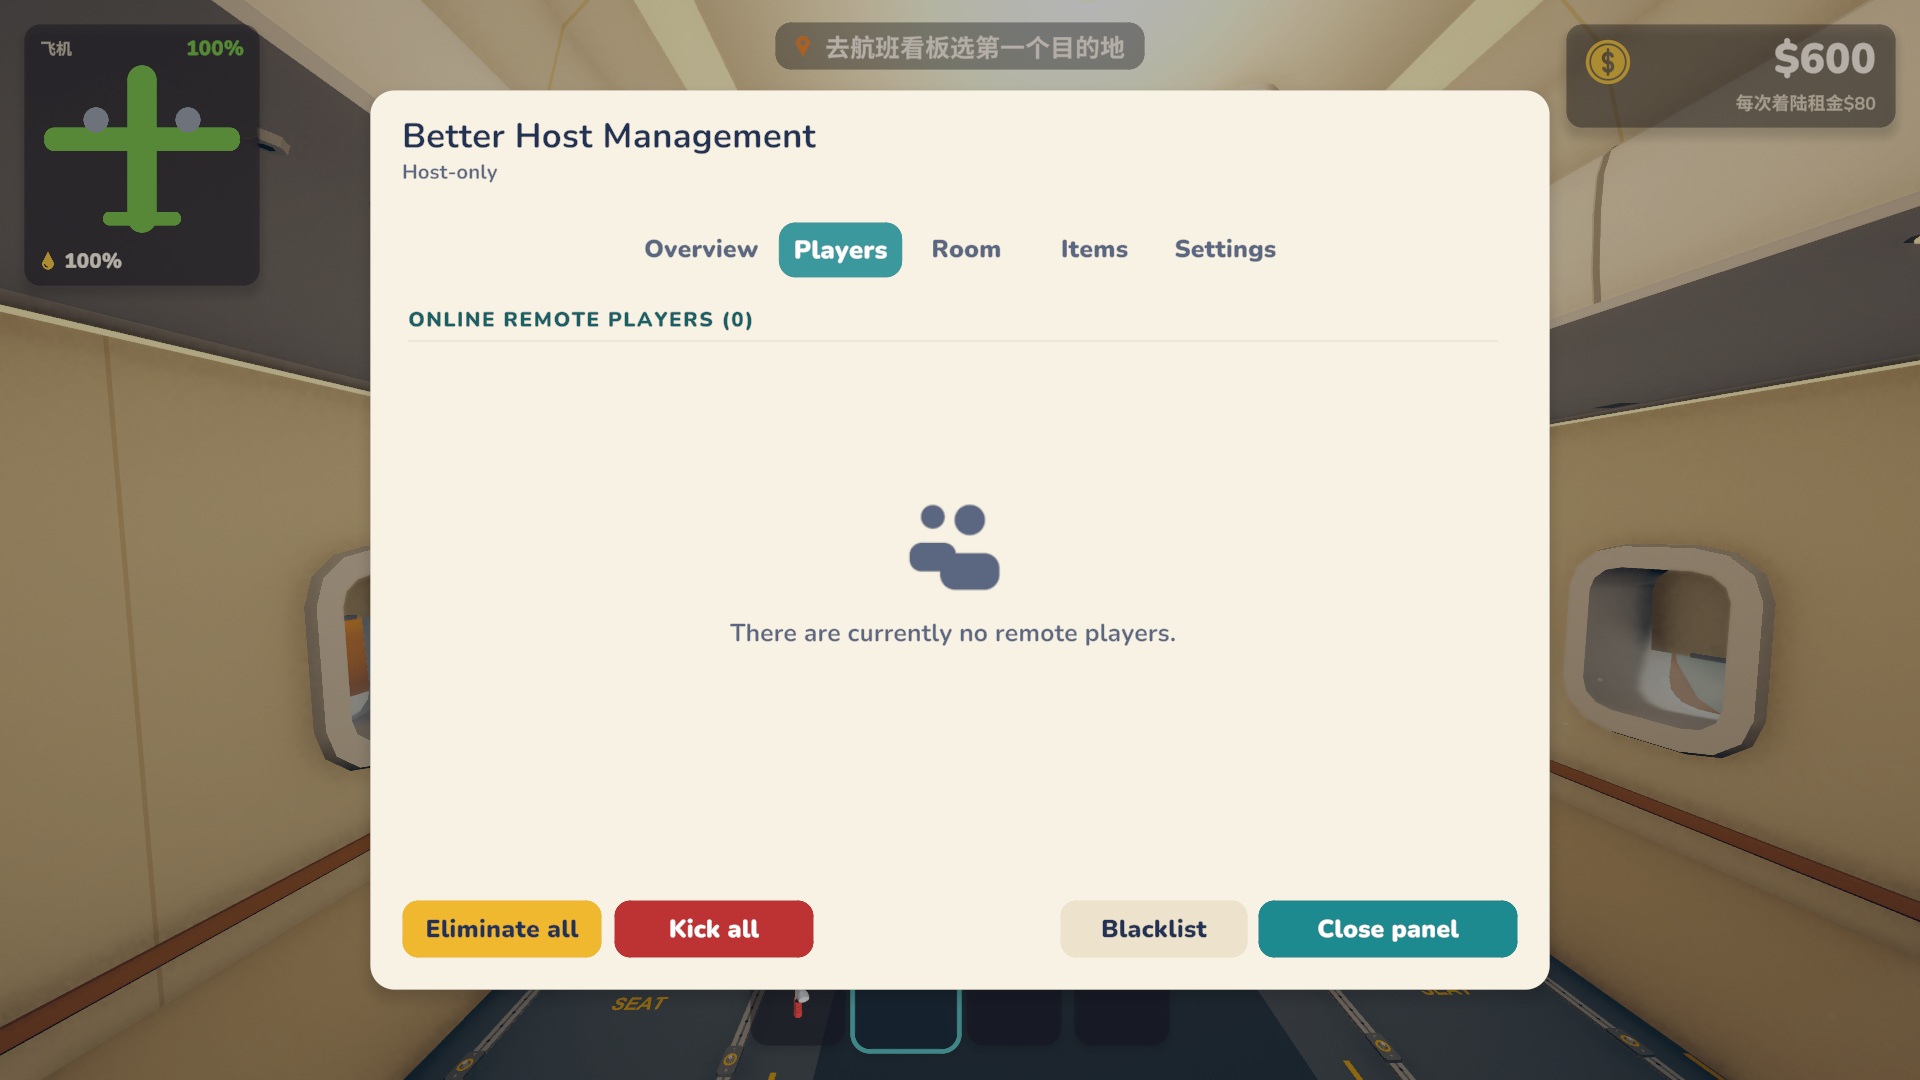 飞机 100%
100%
去航班看板选第一个目的地
$600
每次着陆租金$80
Better Host Management
Host-only
Overview Players Room Items Settings
ONLINE REMOTE PLAYERS (0)
There are currently no remote players.
Eliminate all Kick all Blacklist Close panel
SEAT